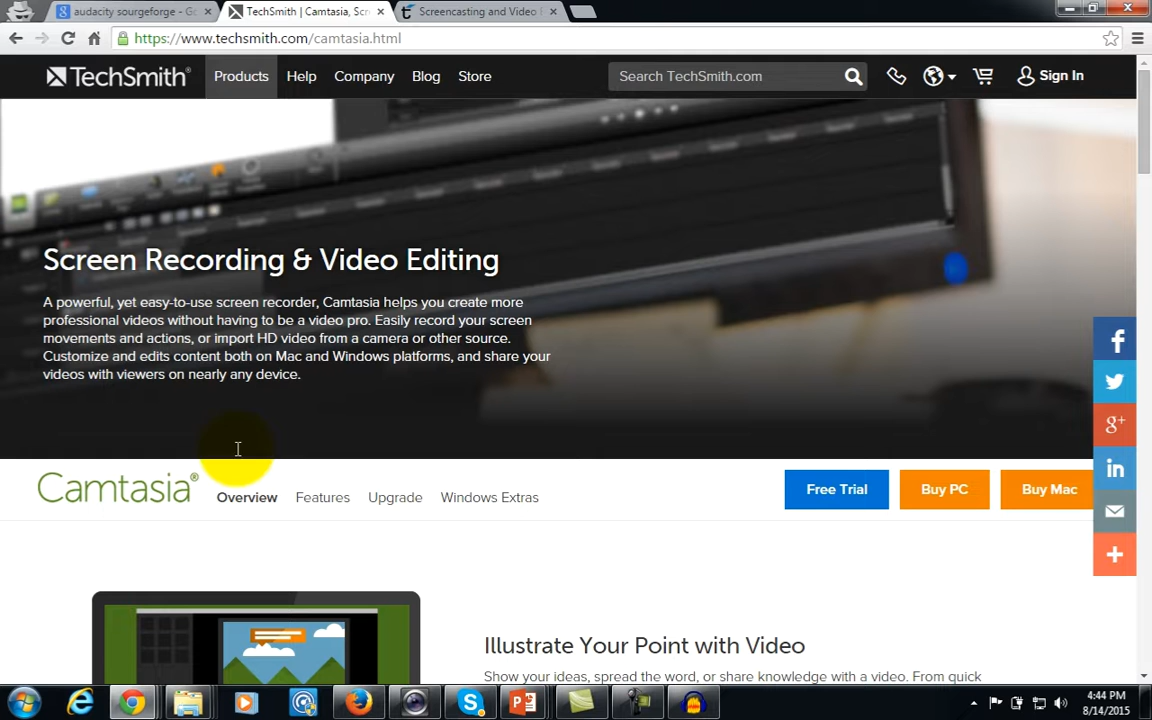 audacity sourgeforge - Go
TechSmith | Camtasia, Scr
Screencasting and Video E
https://www.techsmith.com/camtasia.html
TechSmith®
Products
Help
Company
Blog
Store
Search TechSmith.com
Sign In
Screen Recording & Video Editing
A powerful, yet easy-to-use screen recorder, Camtasia helps you create more
professional videos without having to be a video pro. Easily record your screen
movements and actions, or import HD video from a camera or other source.
Customize and edits content both on Mac and Windows platforms, and share your
videos with viewers on nearly any device.
Camtasia®
Overview
Features
Upgrade
Windows Extras
Free Trial
Buy PC
Buy Mac
Illustrate Your Point with Video
Show your ideas, spread the word, or share knowledge with a video. From quick
4:44 PM
8/14/2015